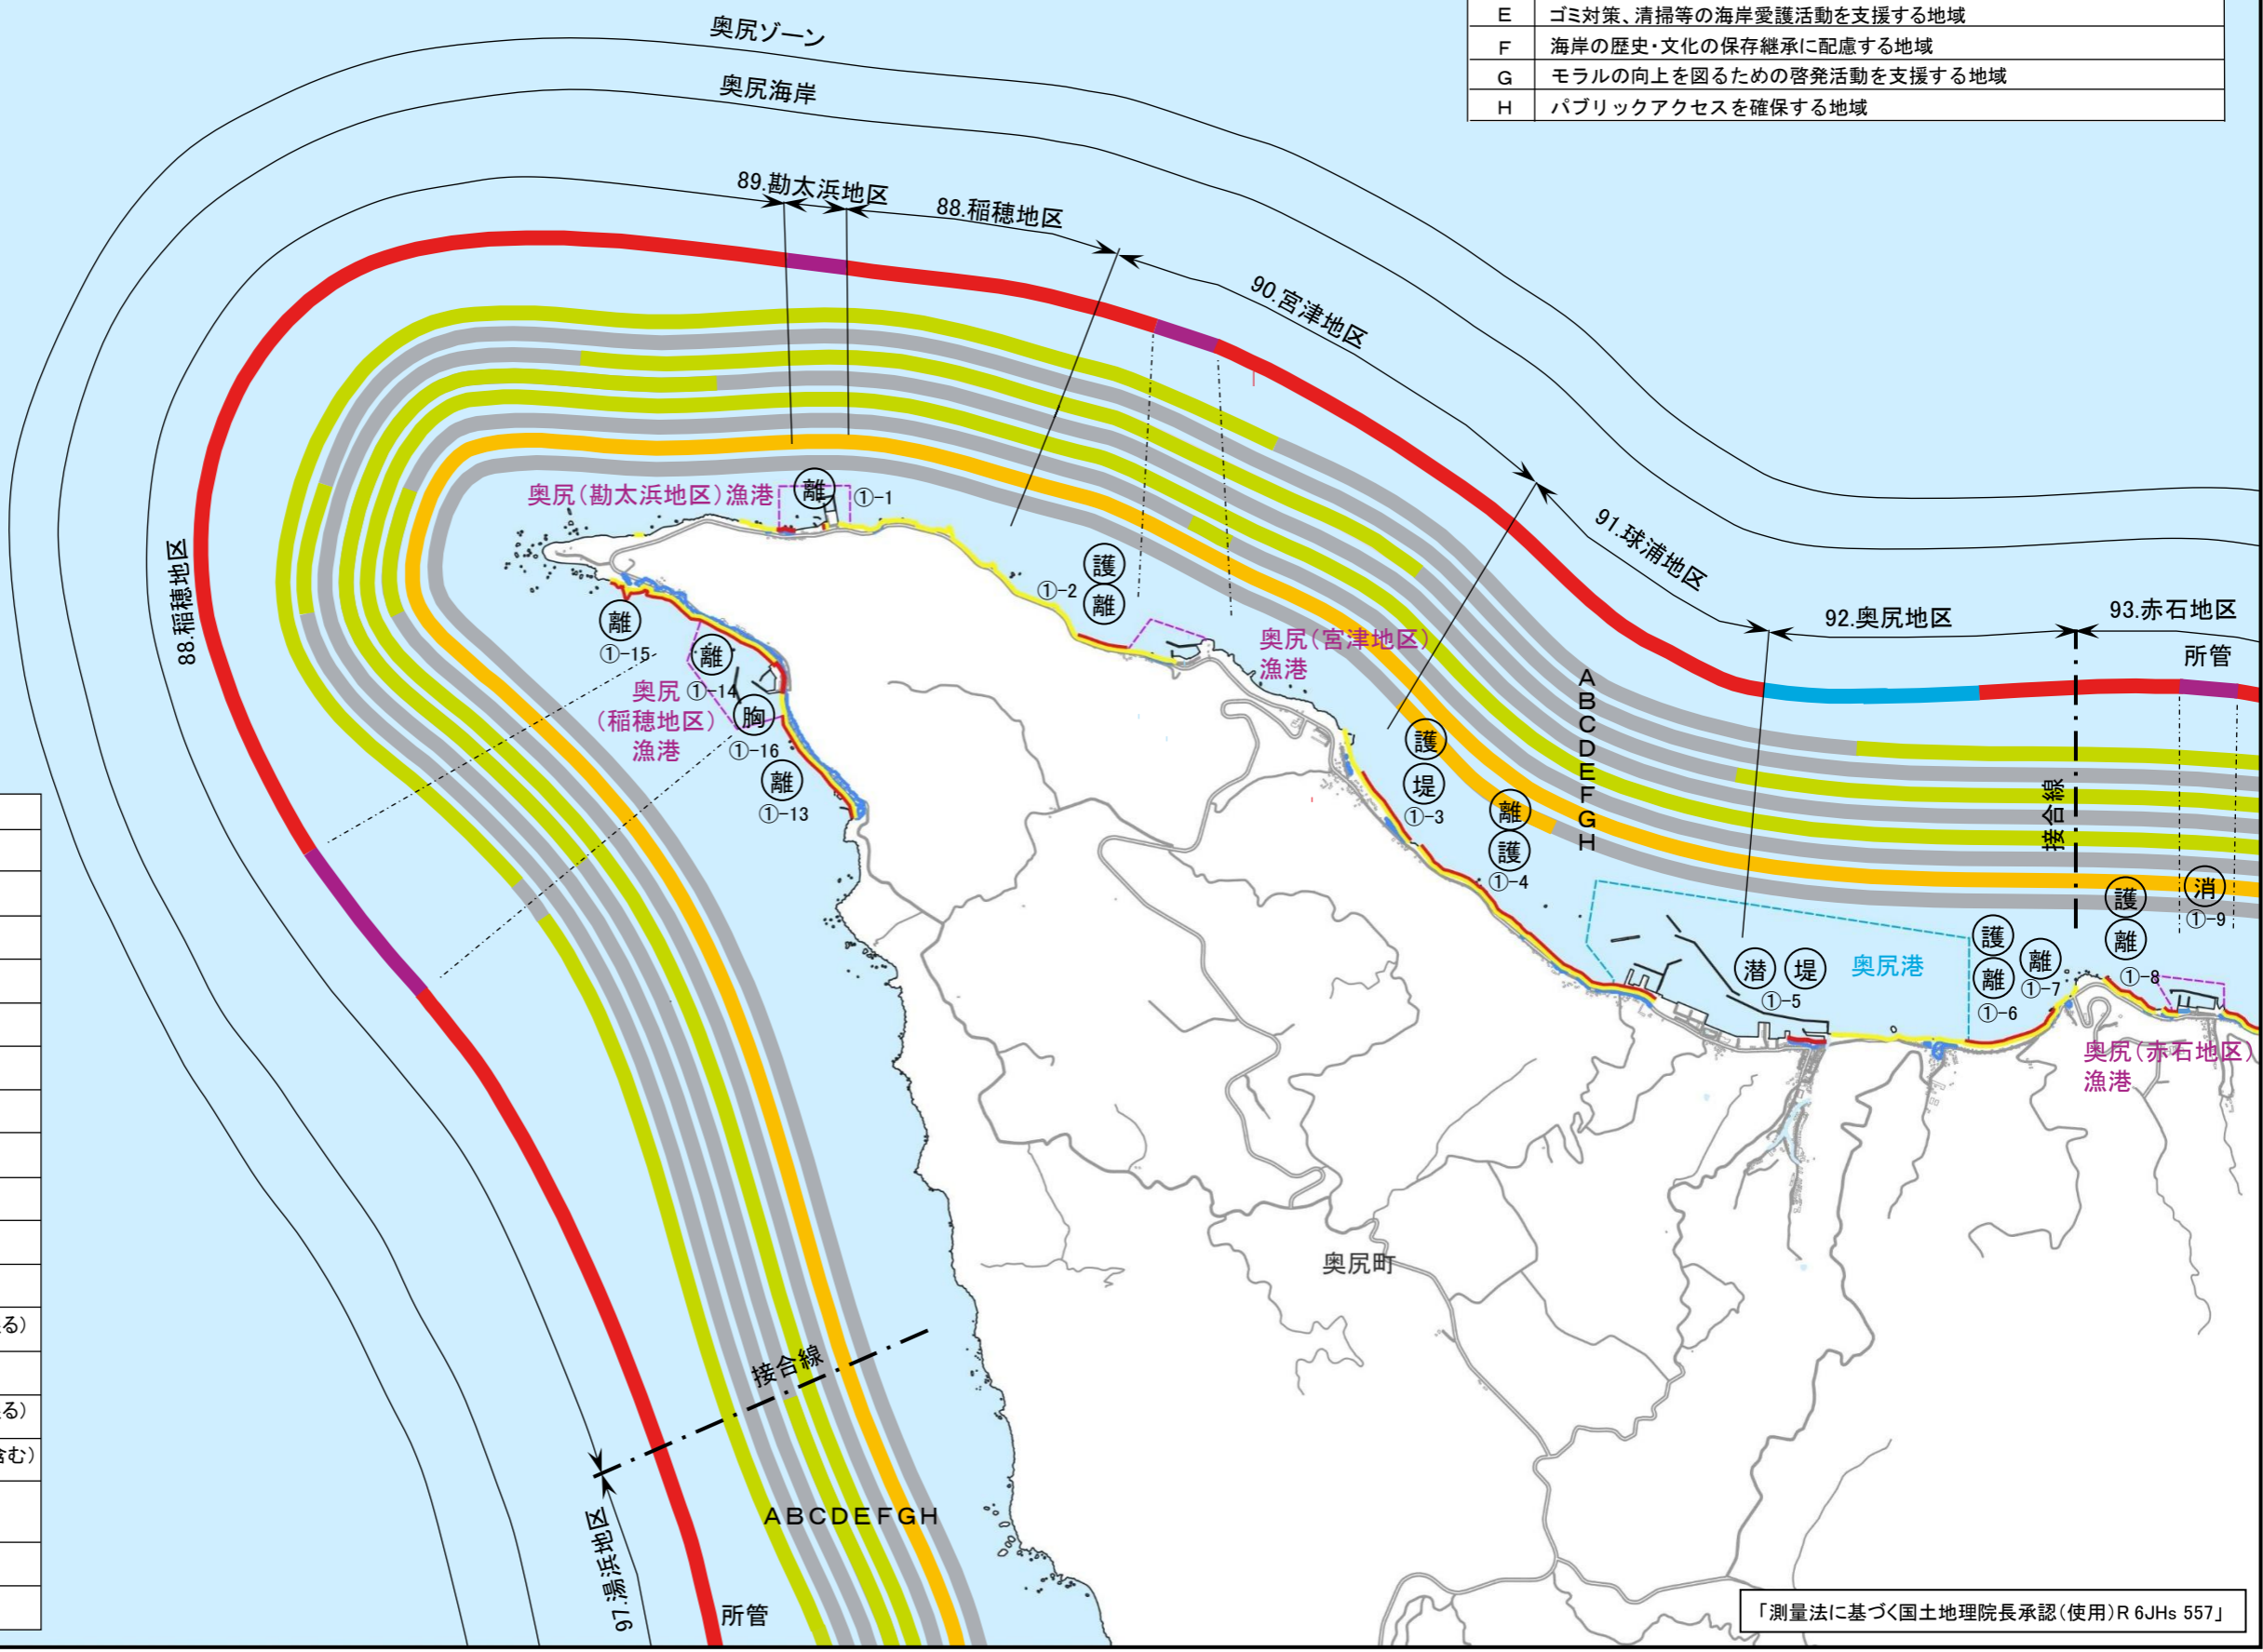 奥尻ゾーン
奥尻海岸
E ゴミ対策、清掃等の海岸愛護活動を支援する地域
F 海岸の歴史・文化の保存継承に配慮する地域
G モラルの向上を図るための啓発活動を支援する地域
H パブリックアクセスを確保する地域
89.勘太浜地区
88.稲穂地区
90.宮津地区
91.球浦地区
92.奥尻地区
93.赤石地区
所管
88.稲穂地区
奥尻(勘太浜地区)漁港
離
①-1
護
離
①-2
奥尻(宮津地区)
漁港
離
①-15
離
①-14
奥尻
(稲穂地区)
漁港
胸
①-16
離
①-13
A
B
C
D
E
F
G
H
護
堤
①-3
離
護
①-4
接合線
潜
堤
①-5
奥尻港
護
離
①-6
離
①-7
護
離
①-8
消
①-9
奥尻(赤石地区)
漁港
奥尻町
る)
る)
含む)
接合線
ABCDEFGH
97.湯浜地区
所管
「測量法に基づく国土地理院長承認(使用)R 6JHs 557」